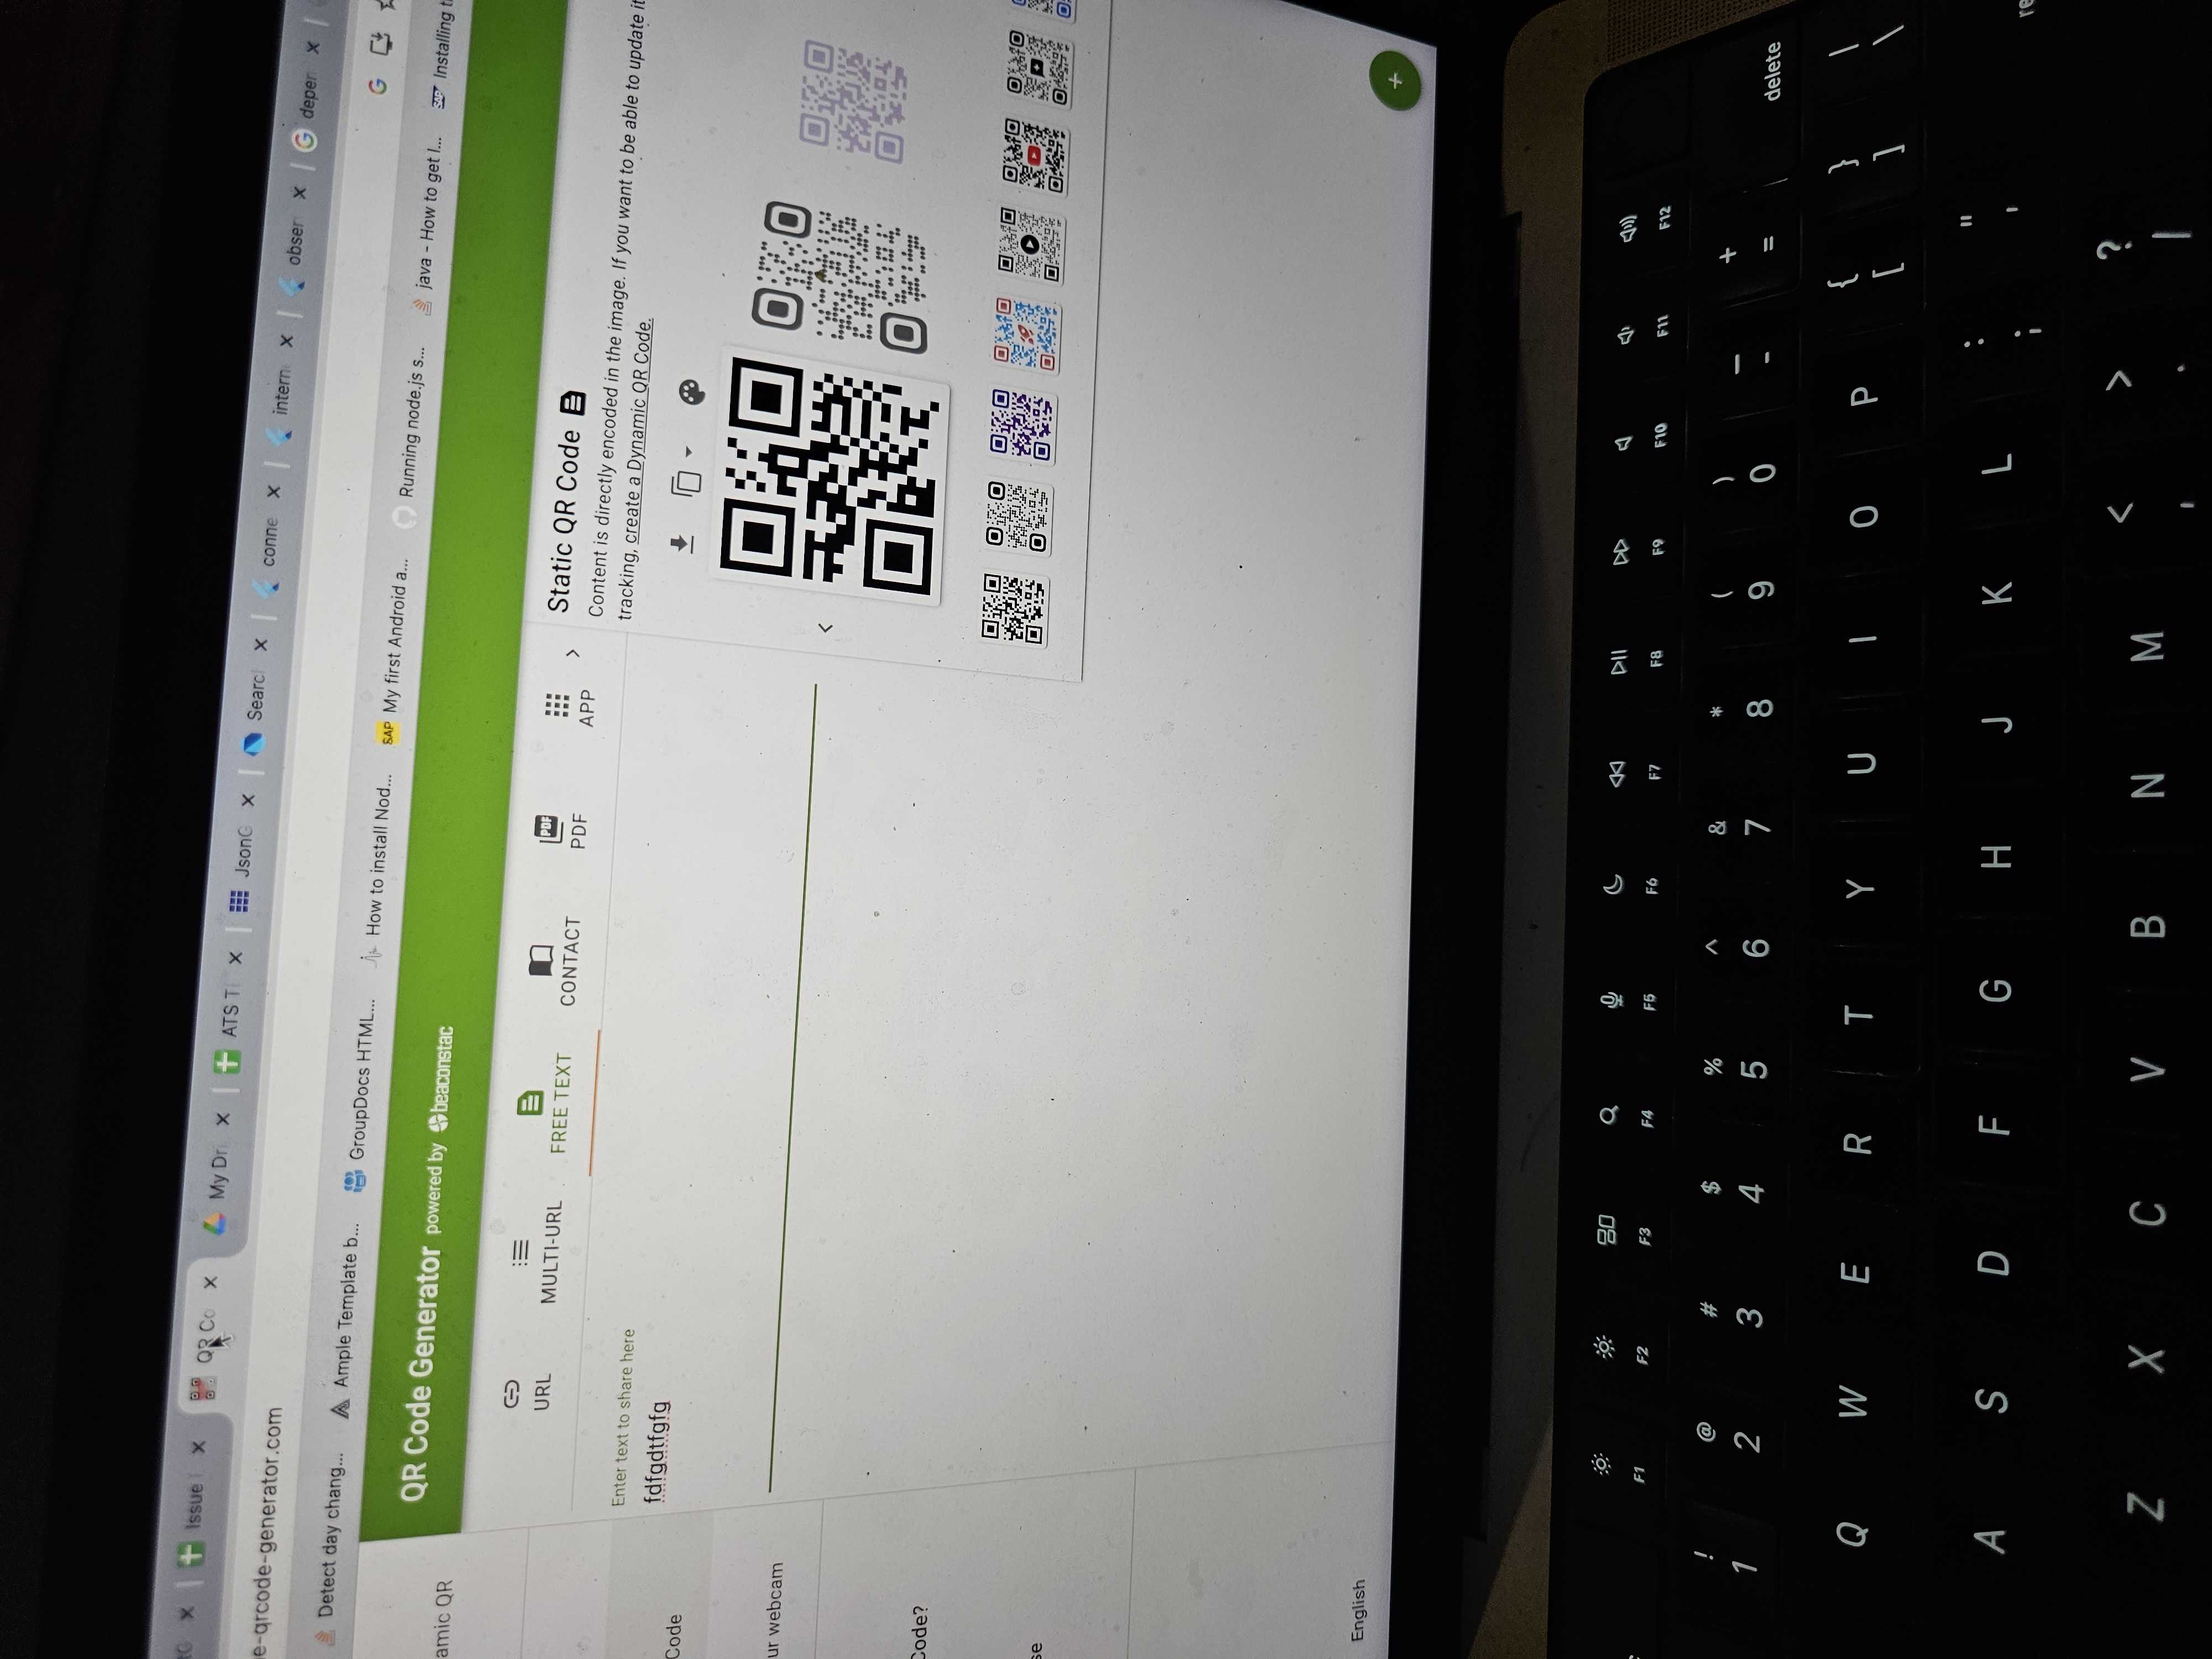 Issue
QR Co
My Dr
ATS T
JsonG
Searc
conne
intern
obser
deper
e-qrcode-generator.com
Detect day chang...
Ample Template b...
GroupDocs HTML...
How to install Nod...
SAP My first Android a...
Running node.js s...
java - How to get l...
SAP Installing t
amic QR
Code
ur webcam
Code?
se
English
QR Code Generator powered by beaconstac
URL
MULTI-URL
FREE TEXT
CONTACT
PDF
PDF
APP
Enter text to share here
fdfgdtfgfg
Static QR Code
Content is directly encoded in the image. If you want to be able to update it
tracking, create a Dynamic QR Code.
+
F1 F2 F3 F4 F5 F6 F7 F8 F9 F10 F11 F12
! @ # $ % ^ & * ( ) _ +
1 2 3 4 5 6 7 8 9 0 - = delete
Q W E R T Y U I O P { } |
[ ] \
A S D F G H J K L : "
; ' re
Z X C V B N M < > ?
, . /